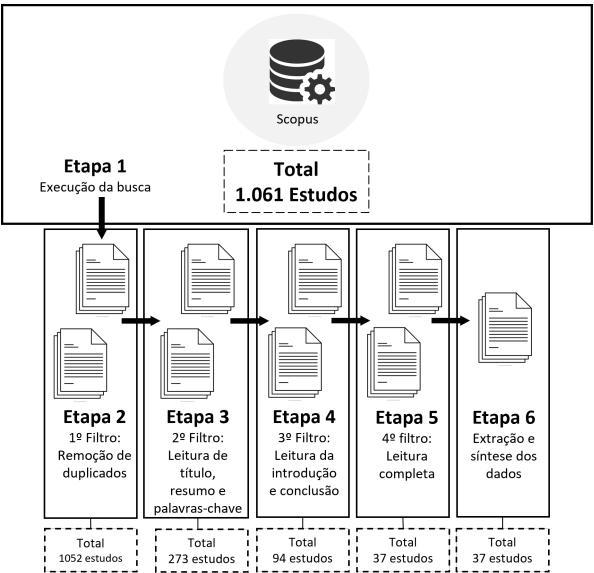 Scopus
Etapa 1
Execução da busca
Total
1.061 Estudos
Etapa 2
1º Filtro:
Remoção de
duplicados
Etapa 3
2º Filtro:
Leitura de
título,
resumo e
palavras-chave
Etapa 4
3º Filtro:
Leitura da
introdução
e conclusão
Etapa 5
4º filtro:
Leitura
completa
Etapa 6
Extração e
síntese dos
dados
Total
1052 estudos
Total
273 estudos
Total
94 estudos
Total
37 estudos
Total
37 estudos